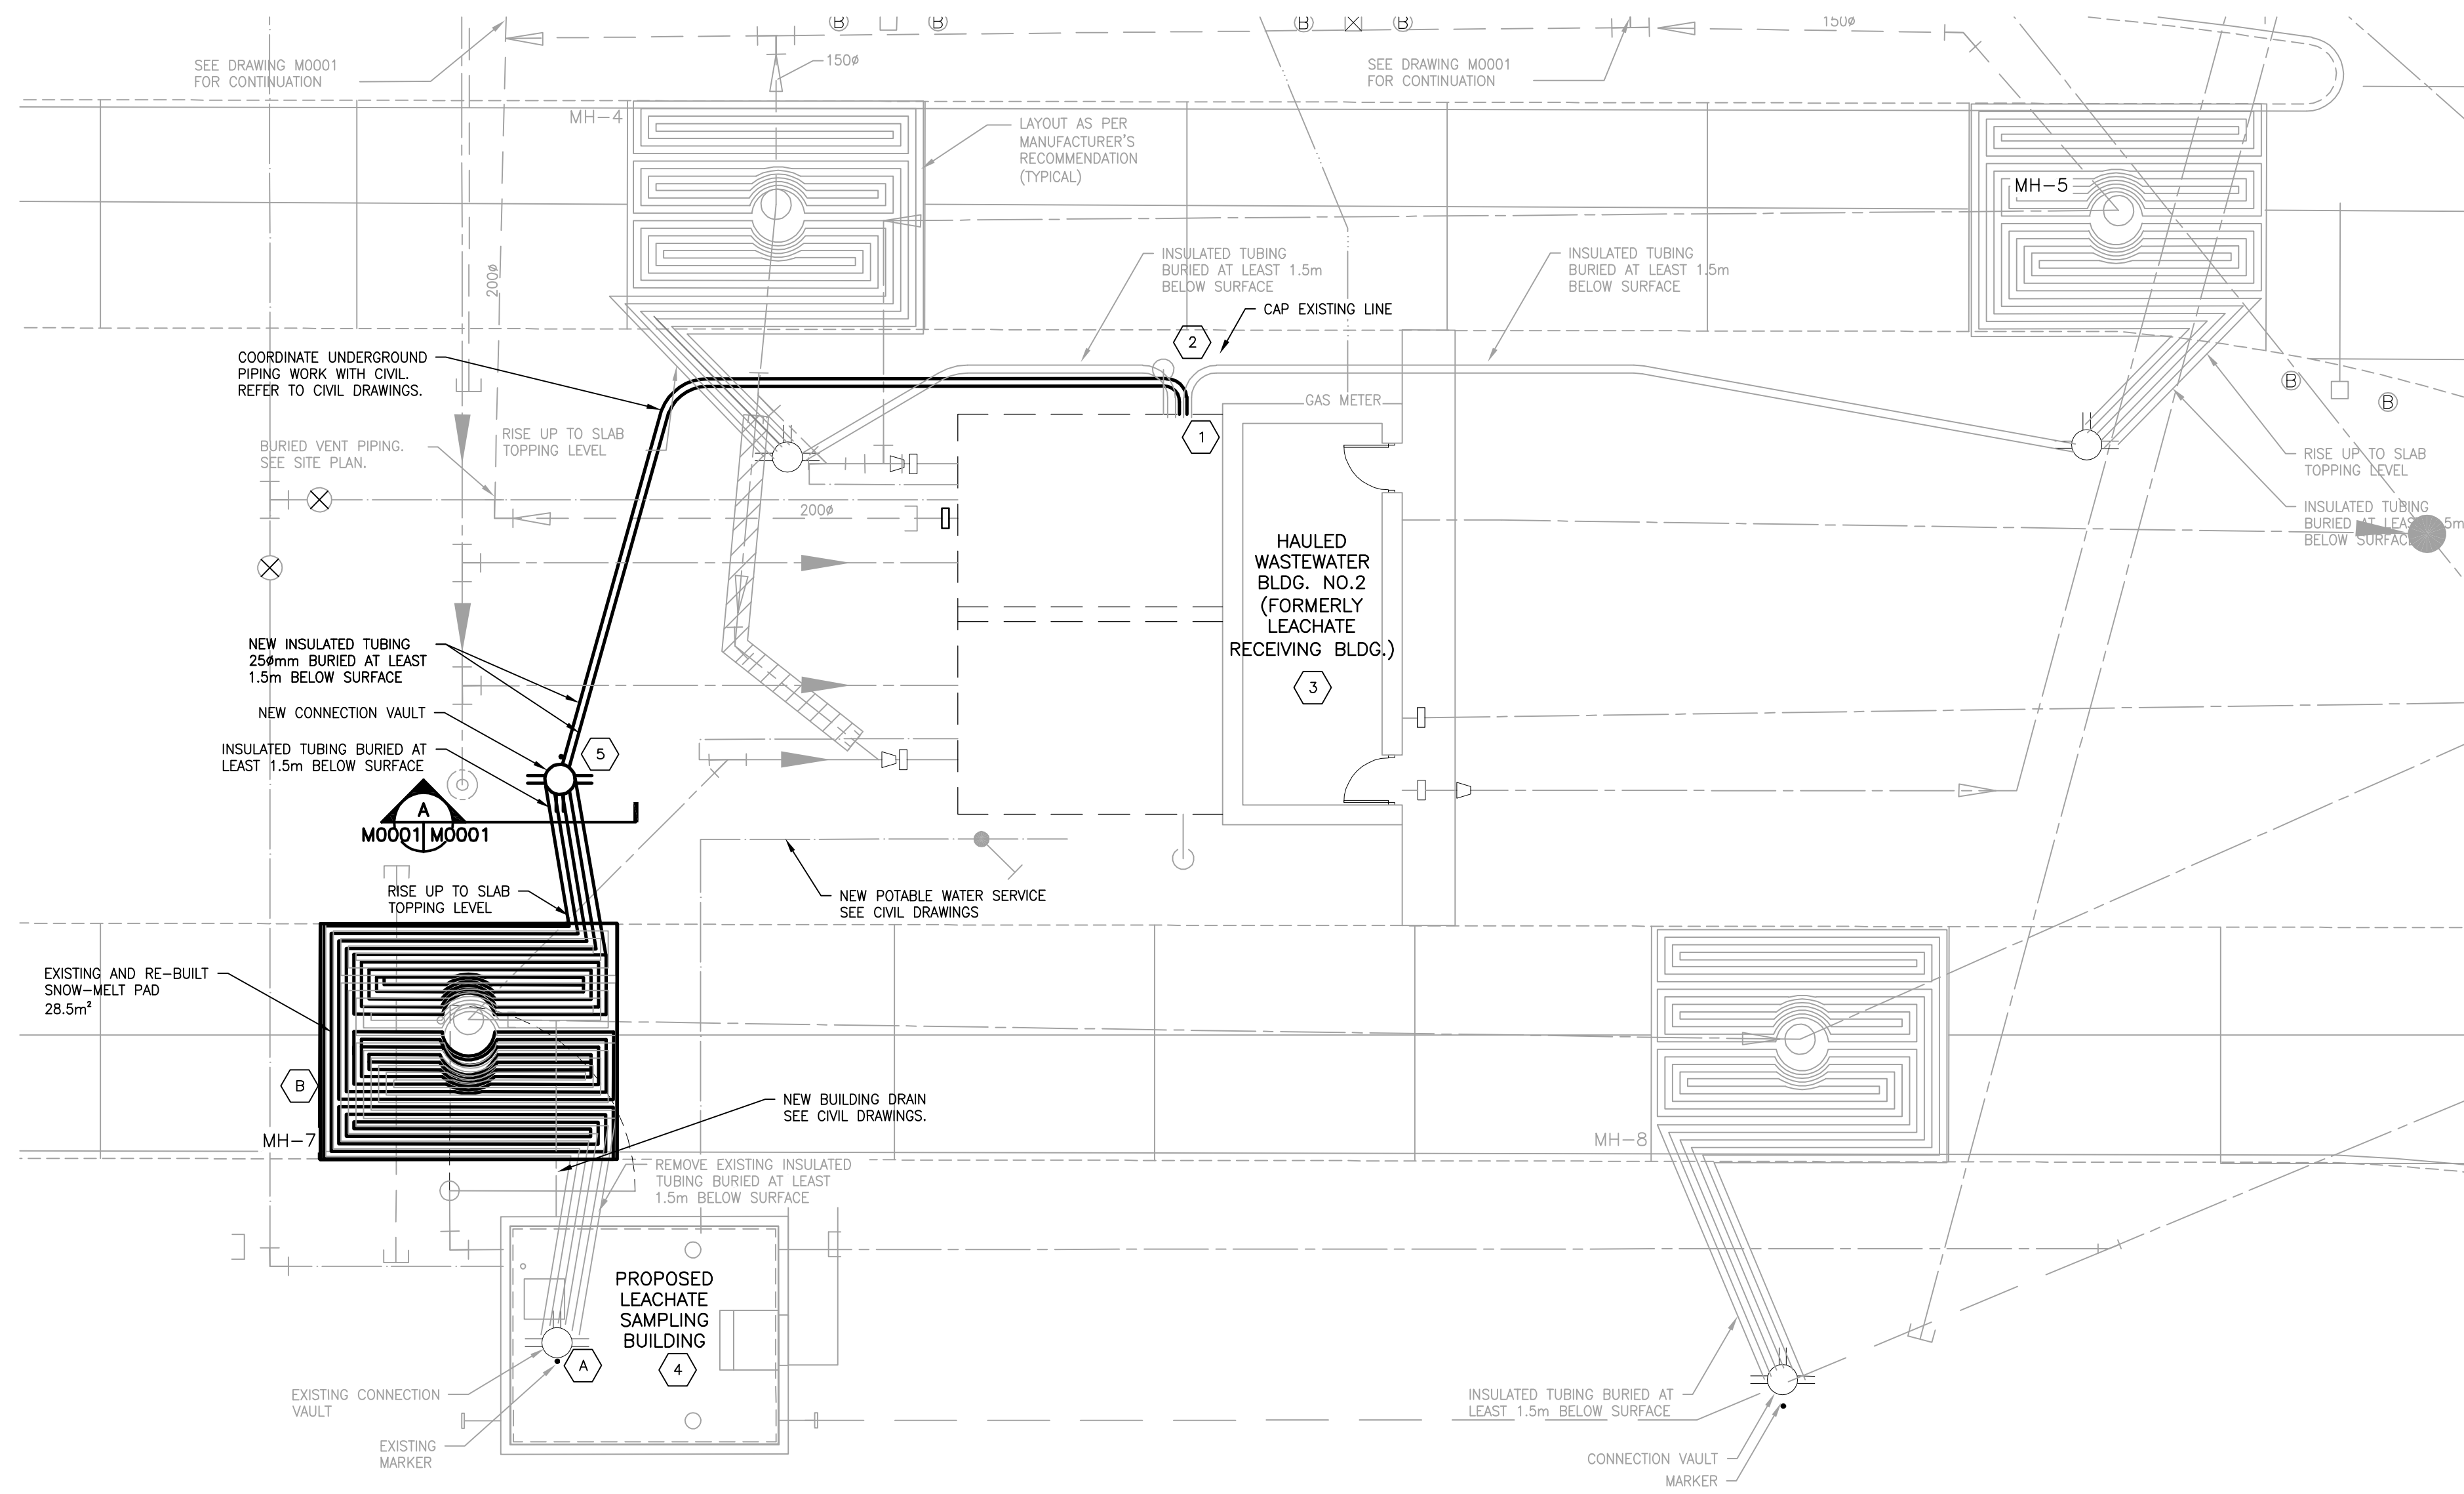 B
B
B
B
150ø
SEE DRAWING M0001
FOR CONTINUATION
150ø
SEE DRAWING M0001
FOR CONTINUATION
MH-4
LAYOUT AS PER
MANUFACTURER'S
RECOMMENDATION
(TYPICAL)
MH-5
200ø
INSULATED TUBING
BURIED AT LEAST 1.5m
BELOW SURFACE
INSULATED TUBING
BURIED AT LEAST 1.5m
BELOW SURFACE
CAP EXISTING LINE
2
COORDINATE UNDERGROUND
PIPING WORK WITH CIVIL.
REFER TO CIVIL DRAWINGS.
GAS METER
B
B
1
RISE UP TO SLAB
TOPPING LEVEL
BURIED VENT PIPING.
SEE SITE PLAN.
RISE UP TO SLAB
TOPPING LEVEL
200ø
INSULATED TUBING
BURIED AT LEAST 1.5m
BELOW SURFACE
HAULED
WASTEWATER
BLDG. NO.2
(FORMERLY
LEACHATE
RECEIVING BLDG.)
3
NEW INSULATED TUBING
25ømm BURIED AT LEAST
1.5m BELOW SURFACE
NEW CONNECTION VAULT
5
INSULATED TUBING BURIED AT
LEAST 1.5m BELOW SURFACE
A
M0001 M0001
RISE UP TO SLAB
TOPPING LEVEL
NEW POTABLE WATER SERVICE
SEE CIVIL DRAWINGS
EXISTING AND RE-BUILT
SNOW-MELT PAD
28.5m²
B
NEW BUILDING DRAIN
SEE CIVIL DRAWINGS.
MH-7
MH-8
REMOVE EXISTING INSULATED
TUBING BURIED AT LEAST
1.5m BELOW SURFACE
PROPOSED
LEACHATE
SAMPLING
BUILDING
A
4
EXISTING CONNECTION
VAULT
EXISTING
MARKER
INSULATED TUBING BURIED AT
LEAST 1.5m BELOW SURFACE
CONNECTION VAULT
MARKER